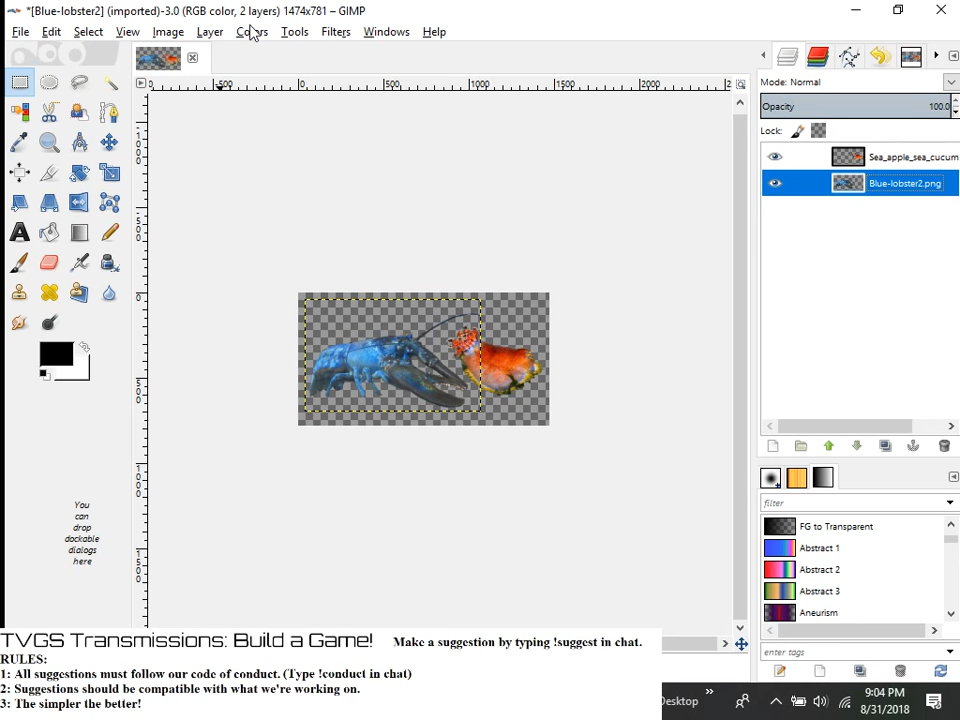 *[Blue-lobster2] (imported)-3.0 (RGB color, 2 layers) 1474x781 – GIMP
File Edit Select View Image Layer Colors Tools Filters Windows Help
Mode: Normal
Opacity 100.0
Lock:
Sea_apple_sea_cucum
Blue-lobster2.png
You
can
drop
dockable
dialogs
here
filter
FG to Transparent
Abstract 1
Abstract 2
Abstract 3
Aneurism
enter tags
TVGS Transmissions: Build a Game! Make a suggestion by typing !suggest in chat.
RULES:
1: All suggestions must follow our code of conduct. (Type !conduct in chat)
2: Suggestions should be compatible with what we're working on.
3: The simpler the better!
Desktop
9:04 PM
8/31/2018